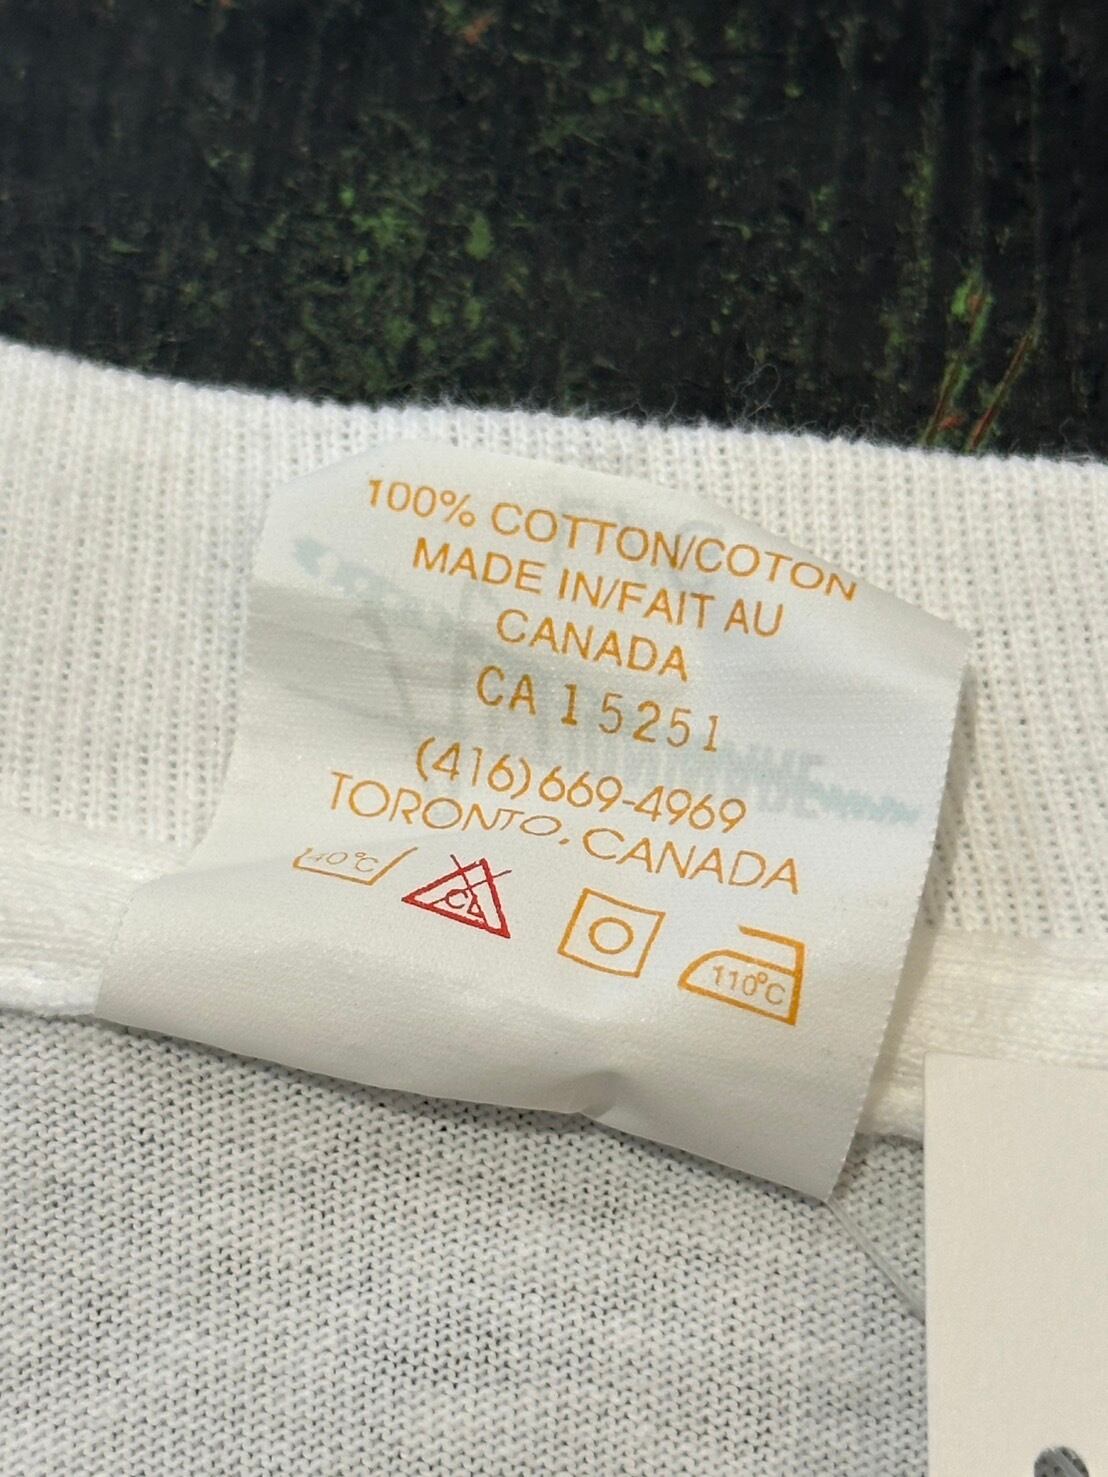 100% COTTON/COTON
MADE IN/FAIT AU
CANADA
CA 15251
(416)669-4969
TORONTO, CANADA
40°C
CL
110°C